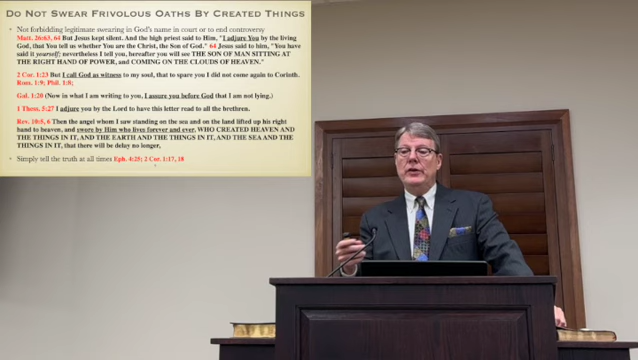 Do Not Swear Frivolous Oaths By Created Things
• Not forbidding legitimate swearing in God's name in court or to end controversy
Matt. 26:63, 64 But Jesus kept silent. And the high priest said to Him, "I adjure You by the living
God, that You tell us whether You are the Christ, the Son of God." 64 Jesus said to him, "You have
said it yourself; nevertheless I tell you, hereafter you will see THE SON OF MAN SITTING AT
THE RIGHT HAND OF POWER, and COMING ON THE CLOUDS OF HEAVEN."
2 Cor. 1:23 But I call God as witness to my soul, that to spare you I did not come again to Corinth.
Rom. 1:9; Phil. 1:8;
Gal. 1:20 (Now in what I am writing to you, I assure you before God that I am not lying.)
1 Thess. 5:27 I adjure you by the Lord to have this letter read to all the brethren.
Rev. 10:5, 6 Then the angel whom I saw standing on the sea and on the land lifted up his right
hand to heaven, and swore by Him who lives forever and ever, WHO CREATED HEAVEN AND
THE THINGS IN IT, AND THE EARTH AND THE THINGS IN IT, AND THE SEA AND THE
THINGS IN IT, that there will be delay no longer,
• Simply tell the truth at all times Eph. 4:25; 2 Cor. 1:17, 18